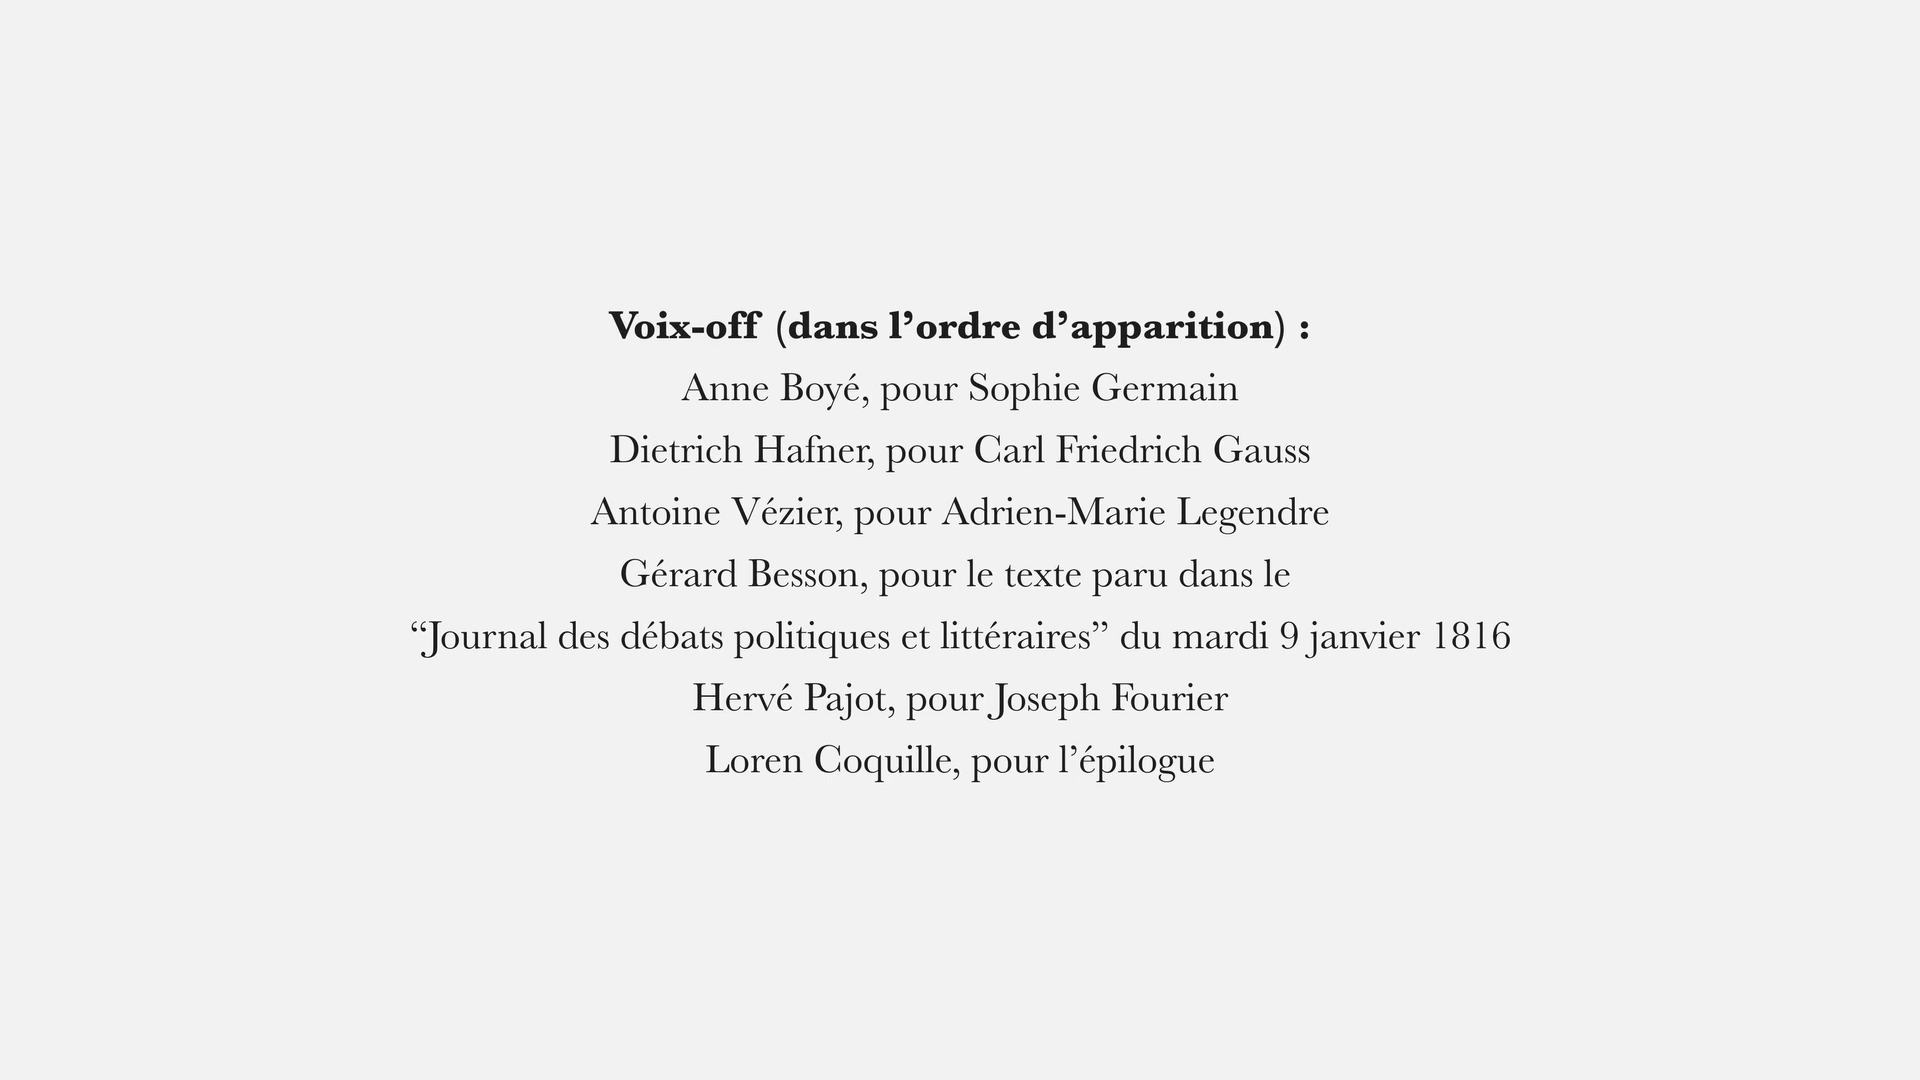 Voix-off (dans l’ordre d’apparition) :
Anne Boyé, pour Sophie Germain
Dietrich Hafner, pour Carl Friedrich Gauss
Antoine Vézier, pour Adrien-Marie Legendre
Gérard Besson, pour le texte paru dans le
“Journal des débats politiques et littéraires” du mardi 9 janvier 1816
Hervé Pajot, pour Joseph Fourier
Loren Coquille, pour l’épilogue